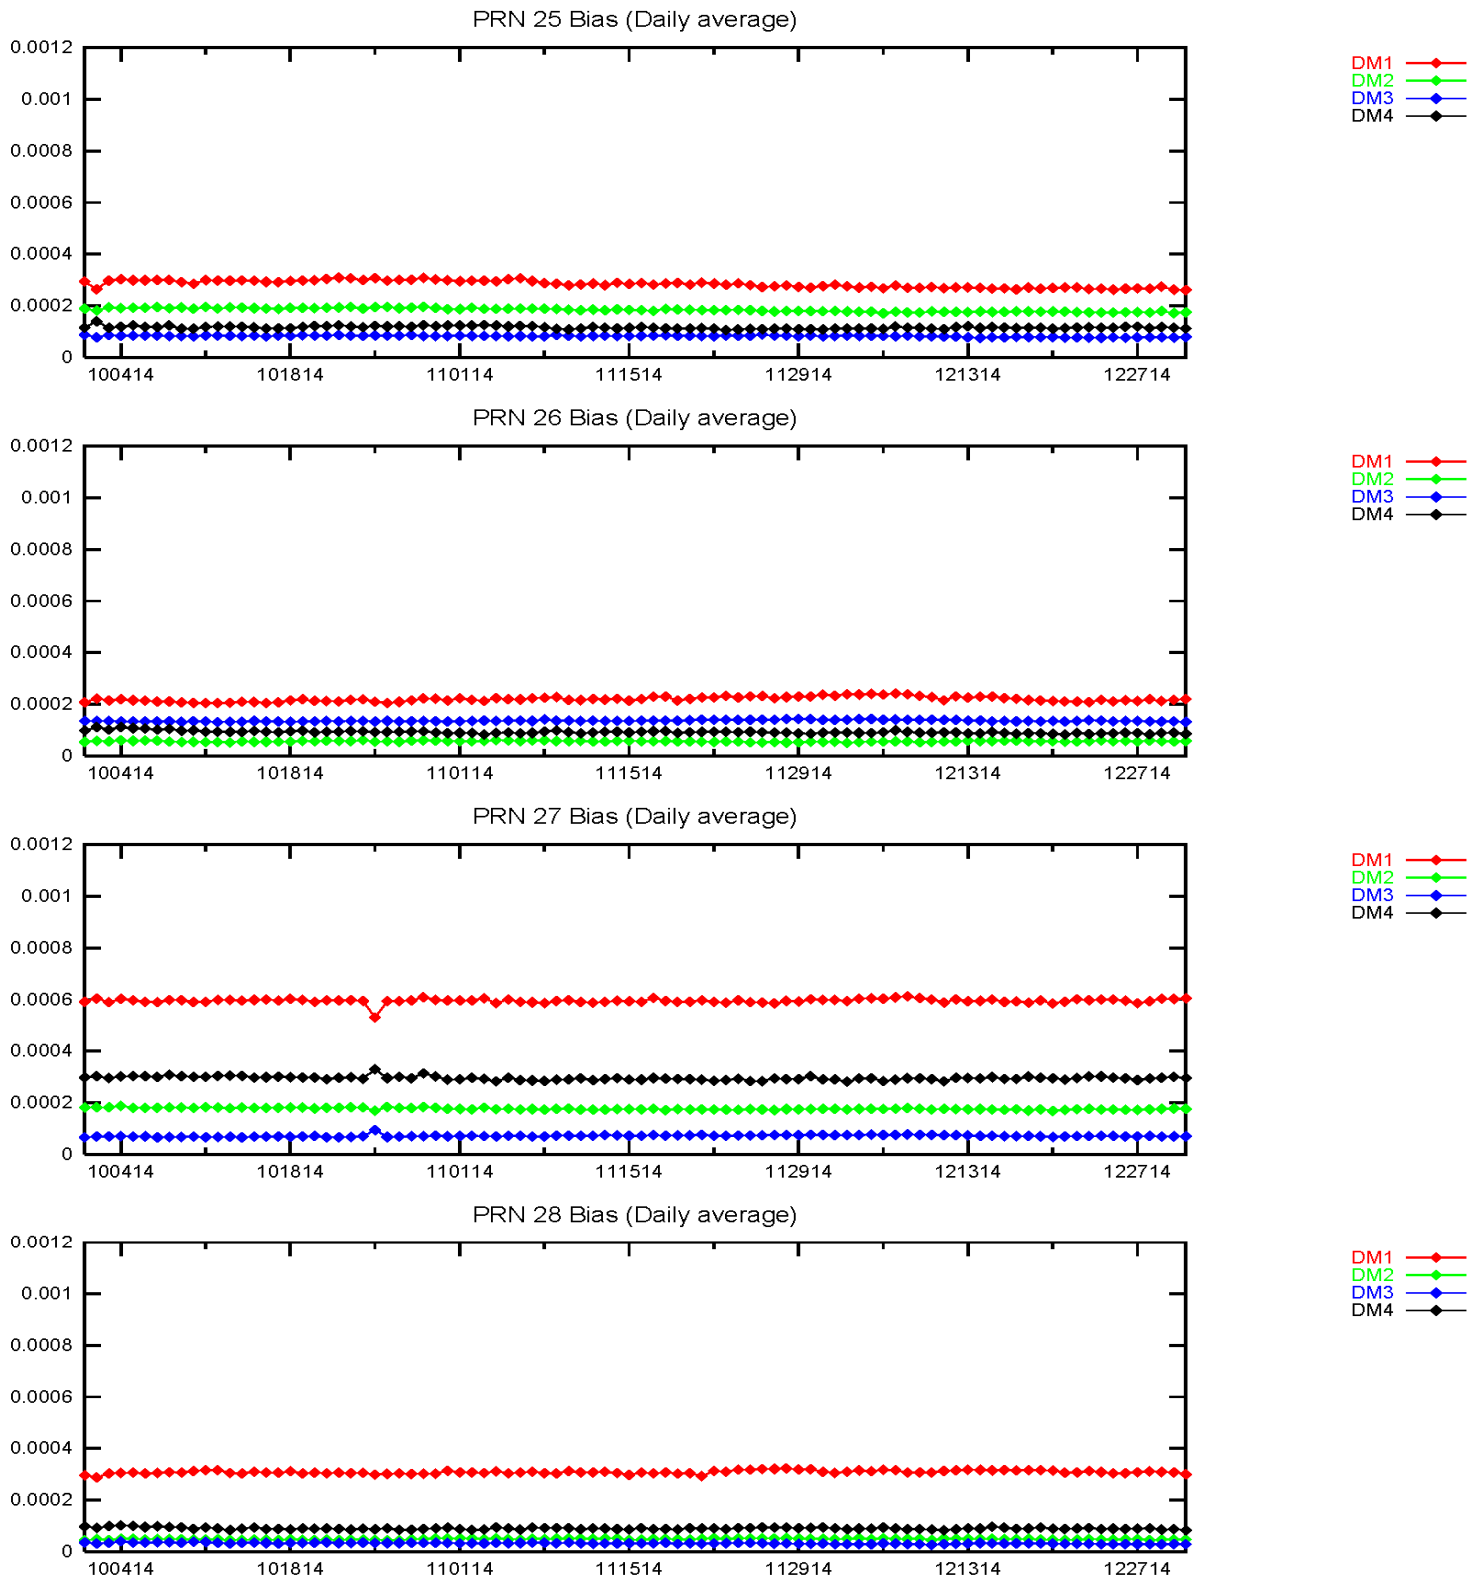 PRN 25 Bias (Daily average)
0.0012
DM1
DM2
0.001
DM3
DM4
0.0008
0.0006
0.0004
0.0002
0
100414 101814 110114 111514 112914 121314 122714
PRN 26 Bias (Daily average)
0.0012
DM1
DM2
0.001
DM3
DM4
0.0008
0.0006
0.0004
0.0002
0
100414 101814 110114 111514 112914 121314 122714
PRN 27 Bias (Daily average)
0.0012
DM1
DM2
0.001
DM3
DM4
0.0008
0.0006
0.0004
0.0002
0
100414 101814 110114 111514 112914 121314 122714
PRN 28 Bias (Daily average)
0.0012
DM1
DM2
0.001
DM3
DM4
0.0008
0.0006
0.0004
0.0002
0
100414 101814 110114 111514 112914 121314 122714